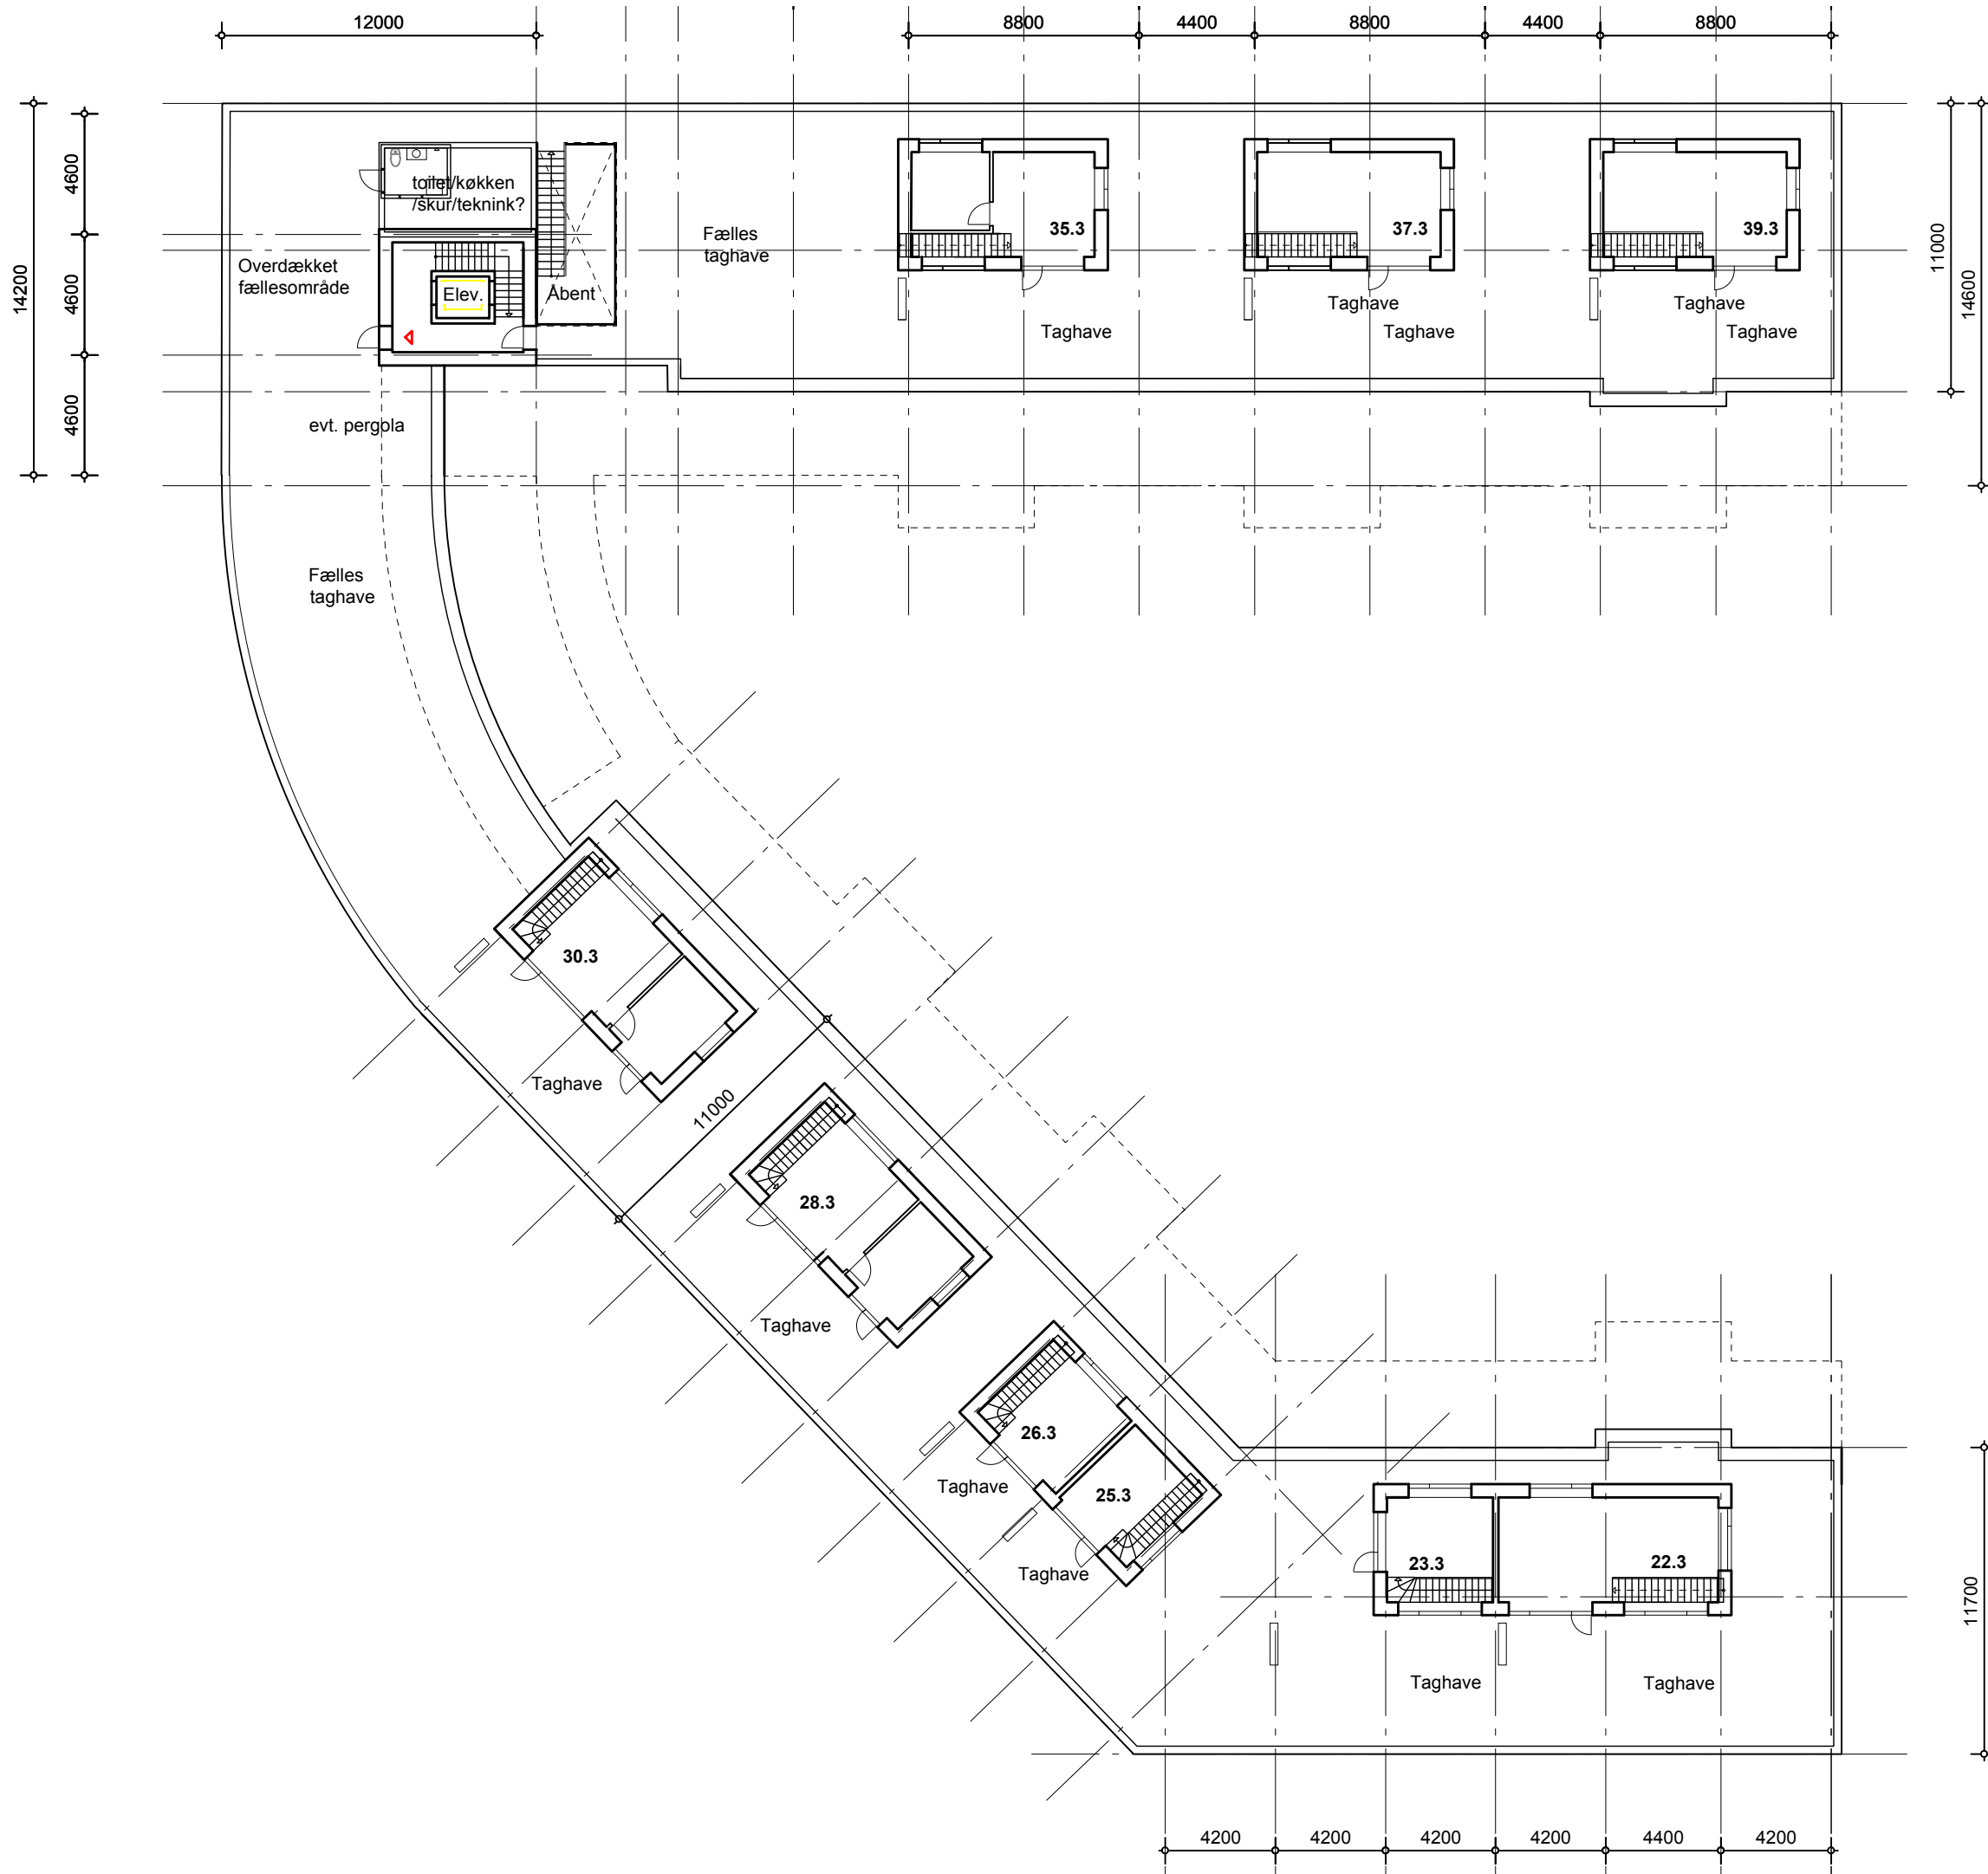 12000
8800
4400
8800
4400
8800
14200
4600
4600
4600
11000
14600
toilet/køkken
/skur/teknink?
Fælles
taghave
35.3
37.3
39.3
Overdækket
fællesområde
Elev.
Åbent
Taghave
Taghave
Taghave
Taghave
Taghave
evt. pergola
Fælles
taghave
30.3
Taghave
11000
28.3
Taghave
26.3
Taghave
25.3
Taghave
23.3
22.3
11700
Taghave
Taghave
4200
4200
4200
4200
4400
4200